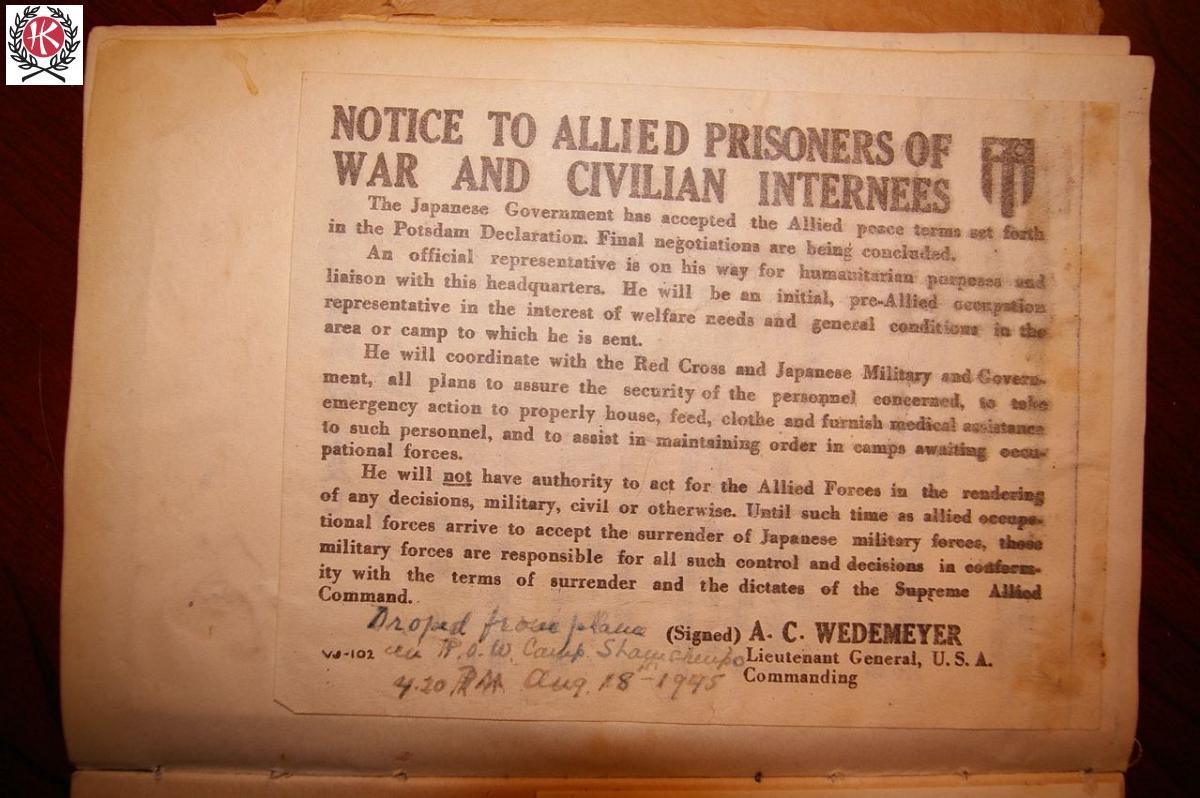 HK
NOTICE TO ALLIED PRISONERS OF
WAR AND CIVILIAN INTERNEES
The Japanese Government has accepted the Allied peace terms set forth
in the Potsdam Declaration. Final negotiations are being concluded.
An official representative is on his way for humanitarian purposes and
liaison with this headquarters. He will be an initial, pre-Allied occupation
representative in the interest of welfare needs and general conditions in the
area or camp to which he is sent.
He will coordinate with the Red Cross and Japanese Military and Govern-
ment, all plans to assure the security of the personnel concerned, to take
emergency action to properly house, feed, clothe and furnish medical assistance
to such personnel, and to assist in maintaining order in camps awaiting occu-
pational forces.
He will not have authority to act for the Allied Forces in the rendering
of any decisions, military, civil or otherwise. Until such time as allied occupa-
tional forces arrive to accept the surrender of Japanese military forces, those
military forces are responsible for all such control and decisions in conform-
ity with the terms of surrender and the dictates of the Supreme Allied
Command.
(Signed) A. C. WEDEMEYER
Lieutenant General, U. S. A.
Commanding
Droped from plane
VJ-102 P.O.W. Camp
4.20 PM Aug. 18-1945